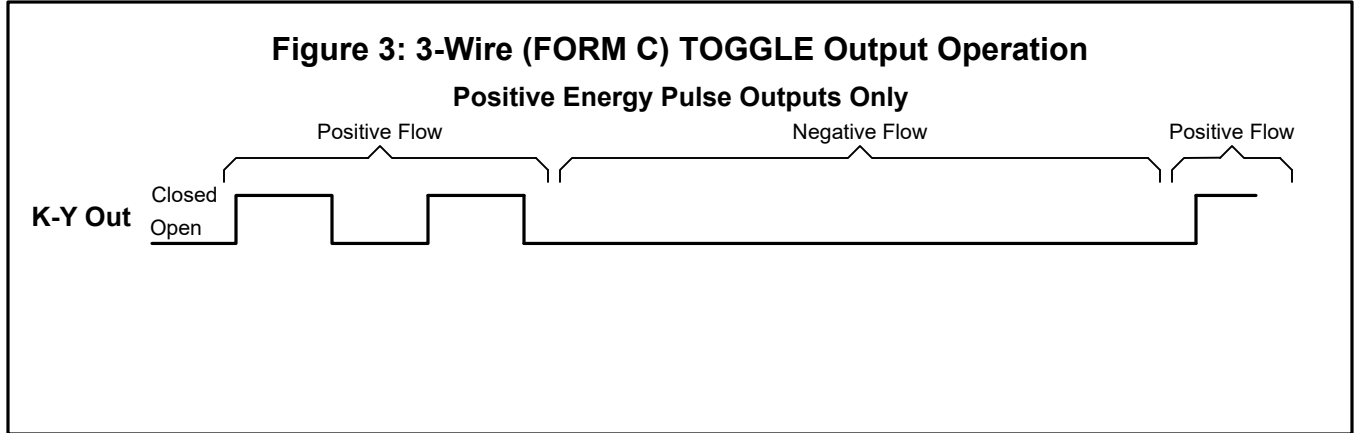 Figure 3: 3-Wire (FORM C) TOGGLE Output Operation
Positive Energy Pulse Outputs Only
Positive Flow Negative Flow Positive Flow
K-Y Out
Closed
Open